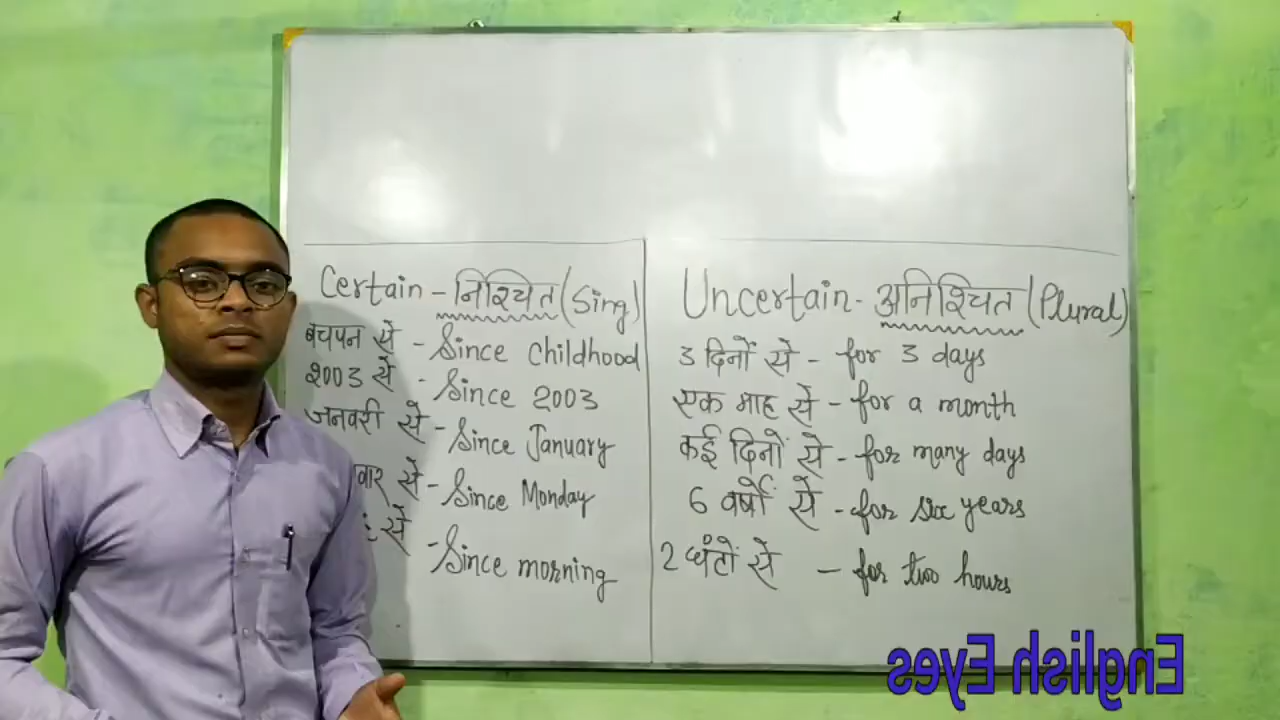 Certain - निश्चित (Sing)
बचपन से - Since Childhood
2003 से - Since 2003
जनवरी से - Since January
वार से - Since Monday
से - Since morning
Uncertain - अनिश्चित (Plural)
3 दिनों से - for 3 days
एक माह से - for a month
कई दिनों से - for many days
6 वर्षों से - for six years
2 घंटों से - for two hours
English Eyes